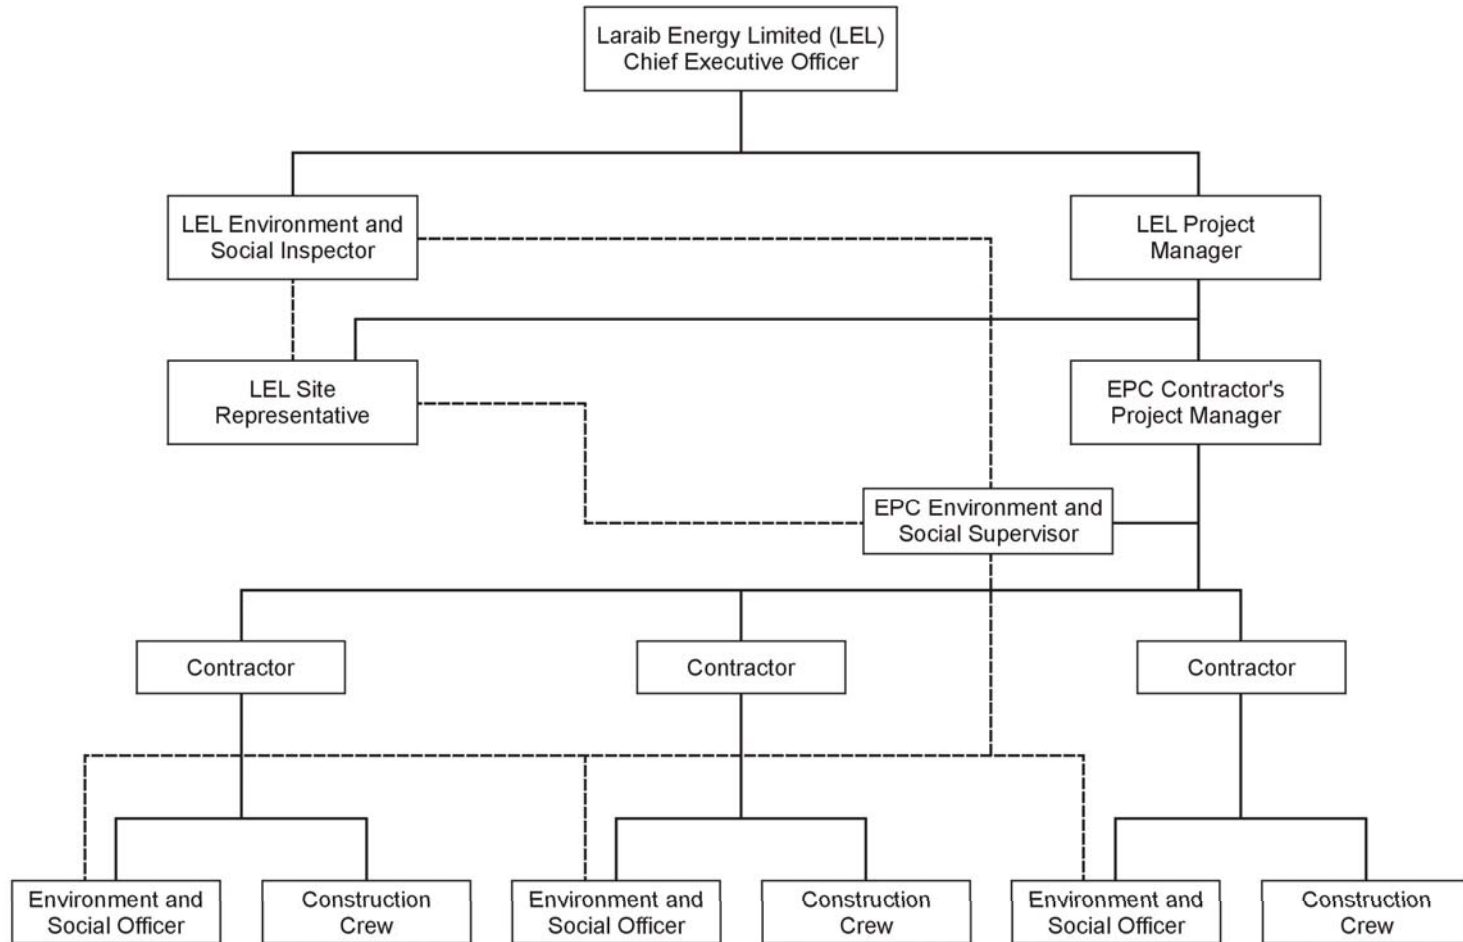 Laraib Energy Limited (LEL)
Chief Executive Officer
LEL Environment and
Social Inspector
LEL Project
Manager
LEL Site
Representative
EPC Contractor's
Project Manager
EPC Environment and
Social Supervisor
Contractor
Contractor
Contractor
Environment and
Social Officer
Construction
Crew
Environment and
Social Officer
Construction
Crew
Environment and
Social Officer
Construction
Crew